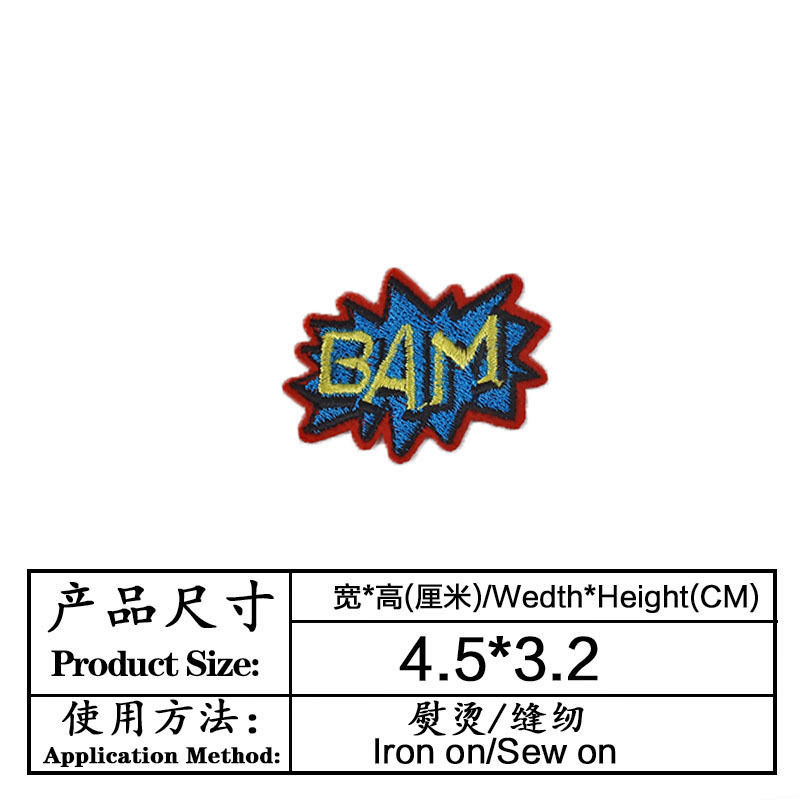 BAM
产品尺寸
Product Size:
宽*高(厘米)/Wedth*Height(CM)
4.5*3.2
使用方法：
Application Method:
熨烫/缝纫
Iron on/Sew on